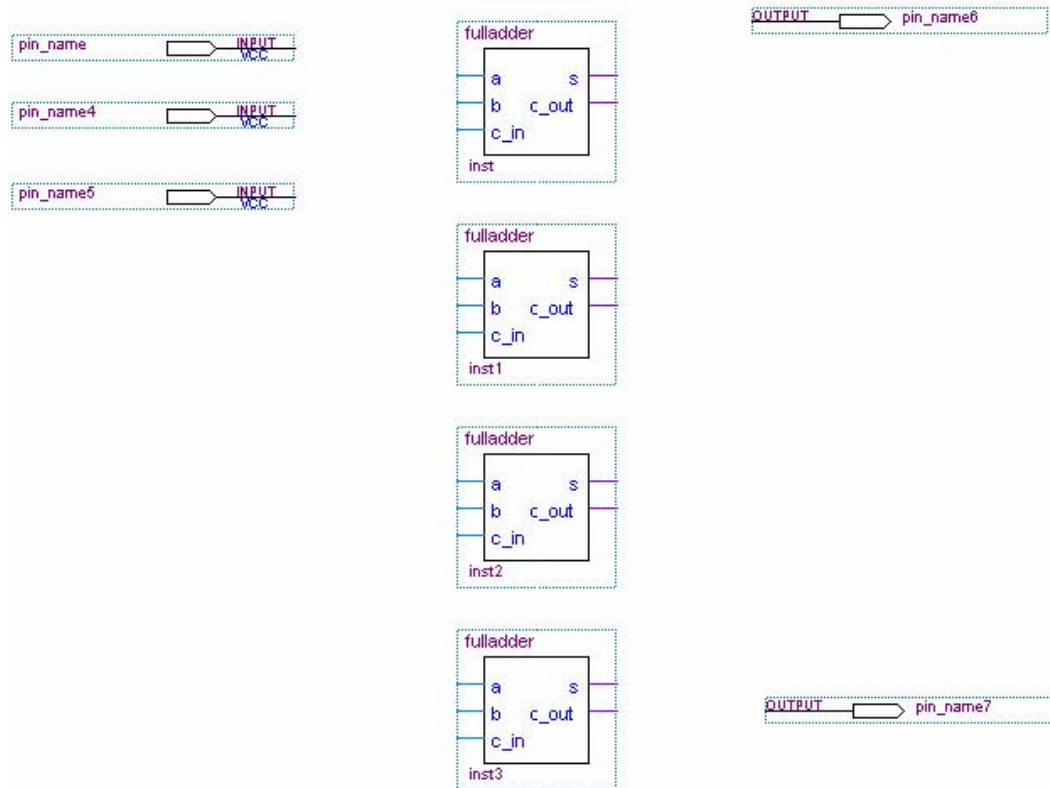 pin_name INPUT
VCC
pin_name4 INPUT
VCC
pin_name5 INPUT
VCC
fulladder
a s
b c_out
c_in
inst
fulladder
a s
b c_out
c_in
inst1
fulladder
a s
b c_out
c_in
inst2
fulladder
a s
b c_out
c_in
inst3
OUTPUT pin_name6
OUTPUT pin_name7